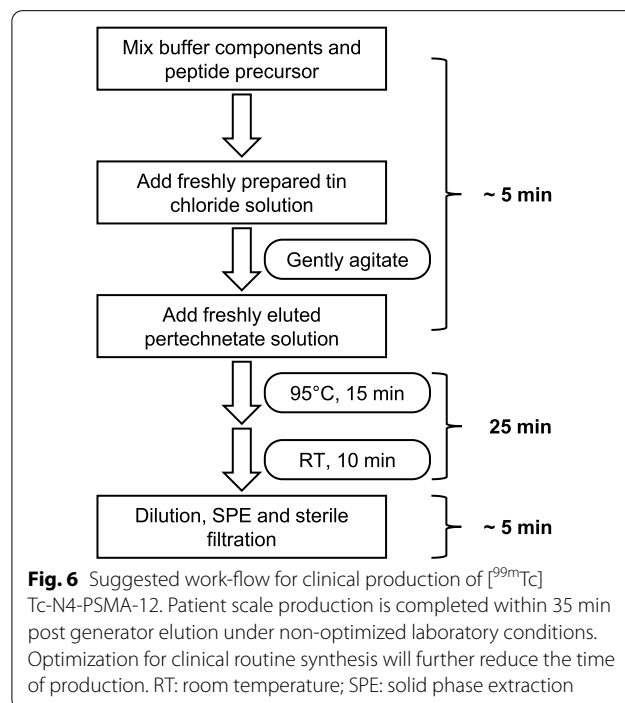 Mix buffer components and
peptide precursor
Add freshly prepared tin
chloride solution
~ 5 min
Gently agitate
Add freshly eluted
pertechnetate solution
95°C, 15 min
25 min
RT, 10 min
Dilution, SPE and sterile
filtration
~ 5 min
Fig. 6 Suggested work-flow for clinical production of [99mTc]
Tc-N4-PSMA-12. Patient scale production is completed within 35 min
post generator elution under non-optimized laboratory conditions.
Optimization for clinical routine synthesis will further reduce the time
of production. RT: room temperature; SPE: solid phase extraction